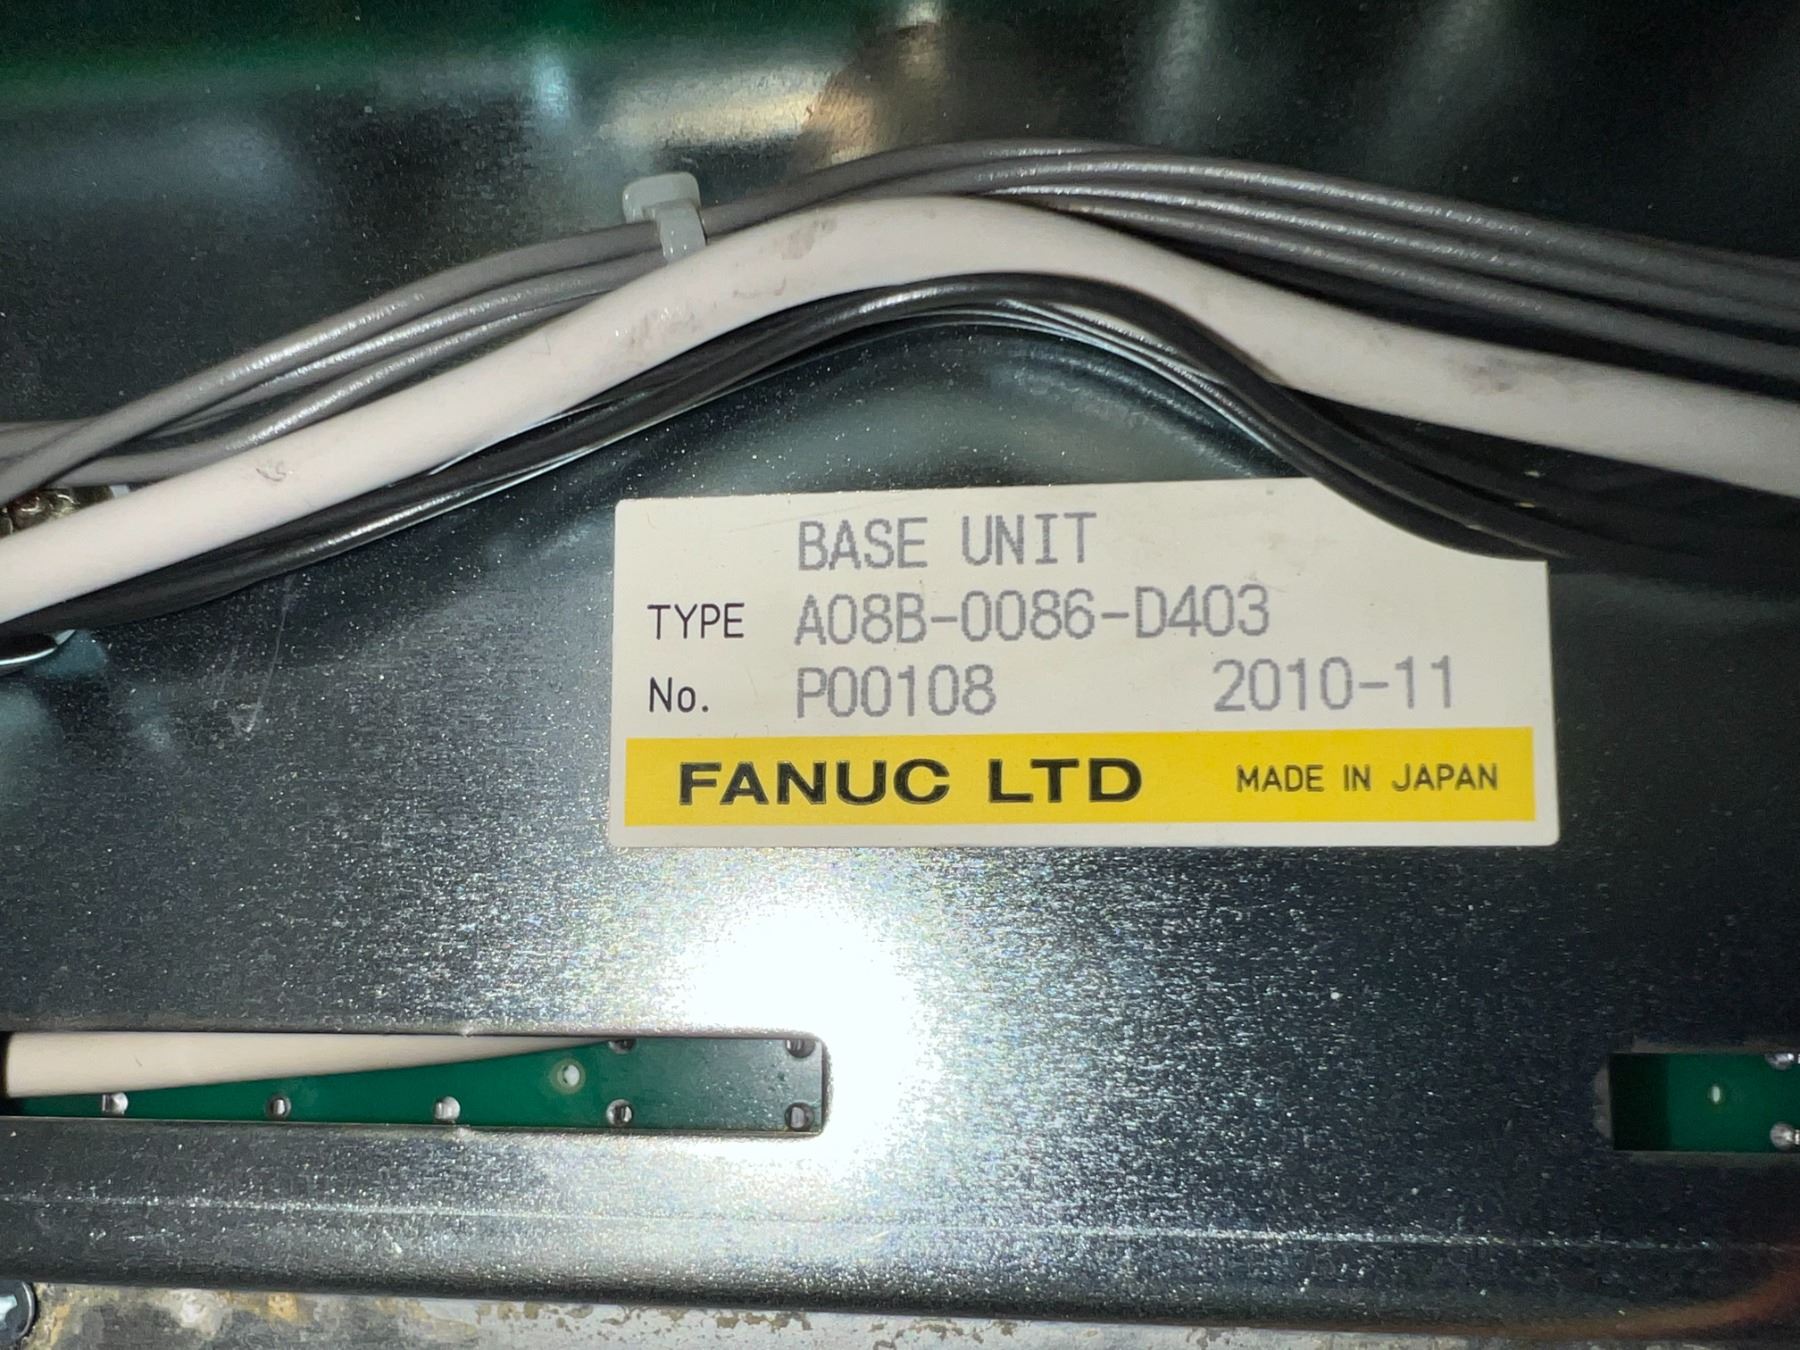 BASE UNIT
TYPE A08B-0086-D403
No. P00108 2010-11
FANUC LTD MADE IN JAPAN